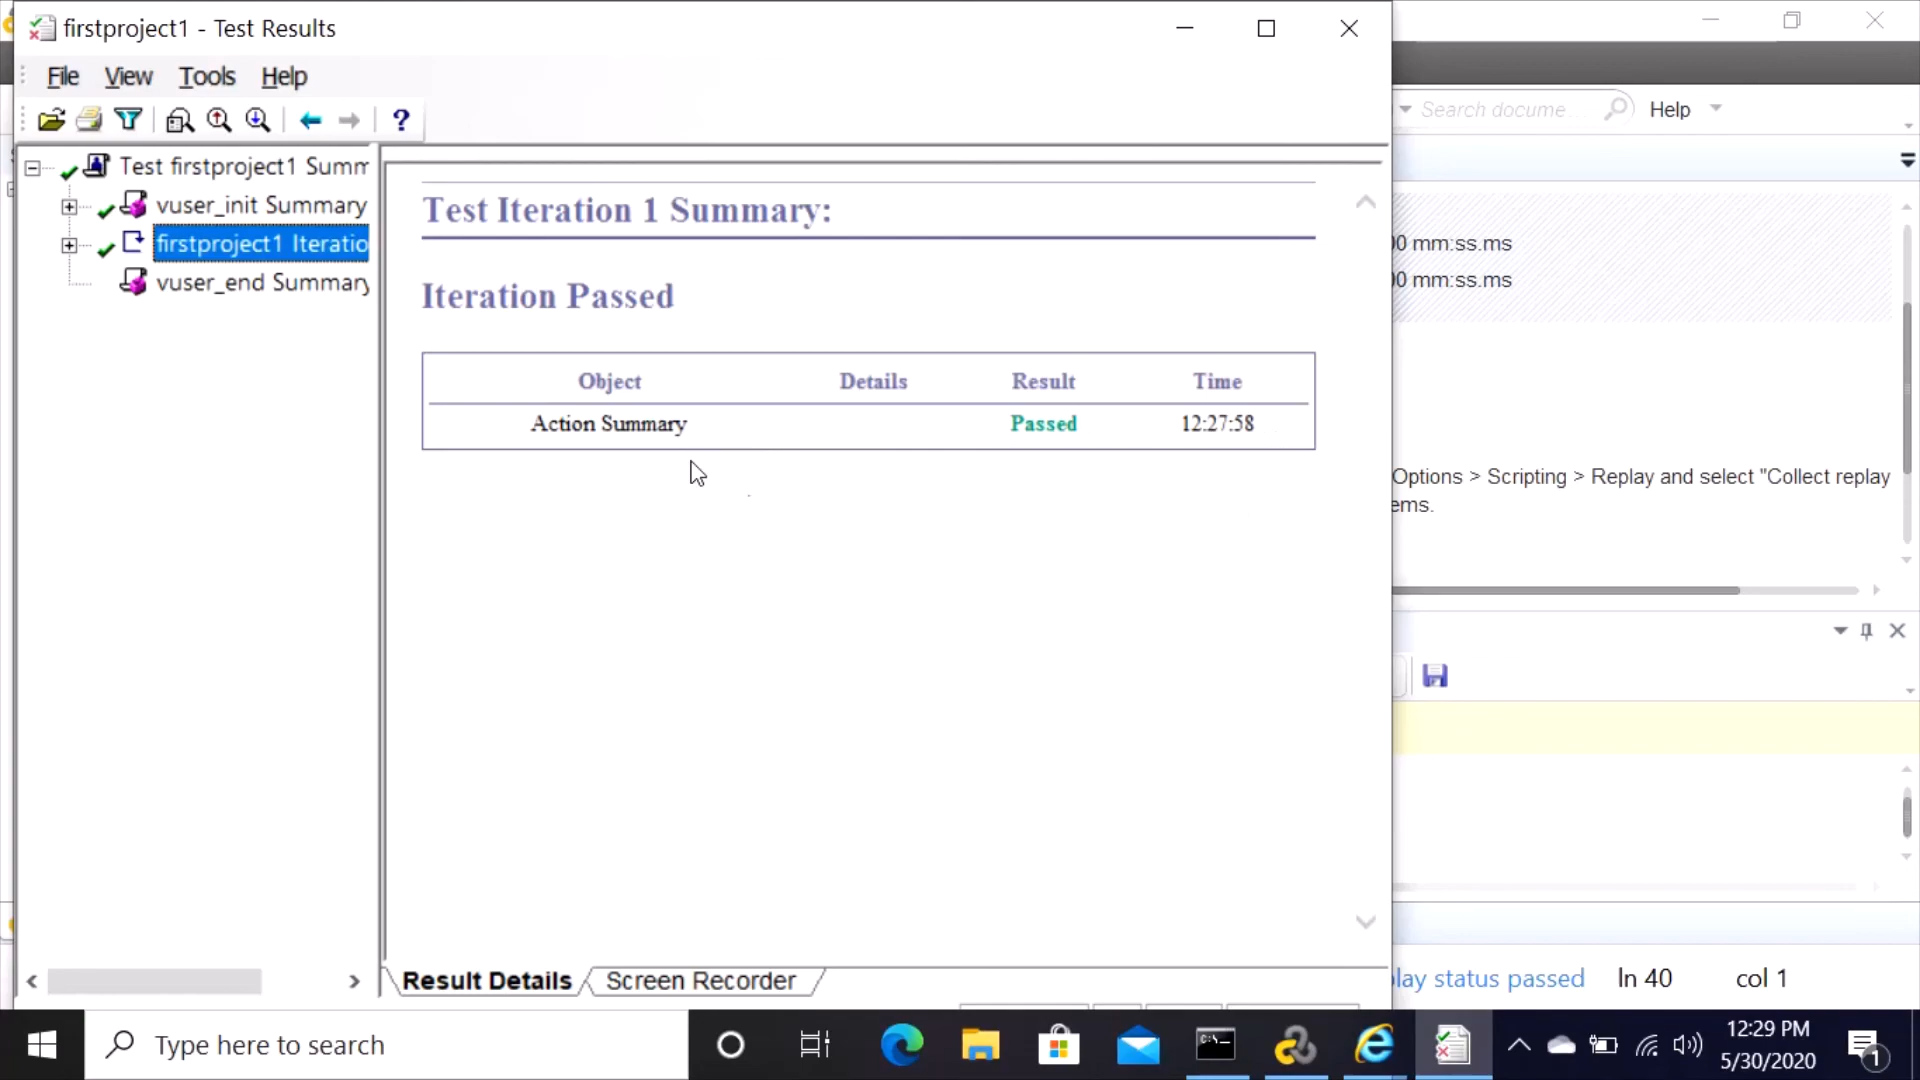 firstproject1 - Test Results
File View Tools Help
Search docume
Help
Test firstproject1 Summ
vuser_init Summary
firstproject1 Iteratio
vuser_end Summary
Test Iteration 1 Summary:
Iteration Passed
Object Details Result Time
Action Summary Passed 12:27:58
00 mm:ss.ms
00 mm:ss.ms
Options > Scripting > Replay and select "Collect replay
ems.
Result Details Screen Recorder
lay status passed ln 40 col 1
Type here to search
12:29 PM
5/30/2020
1